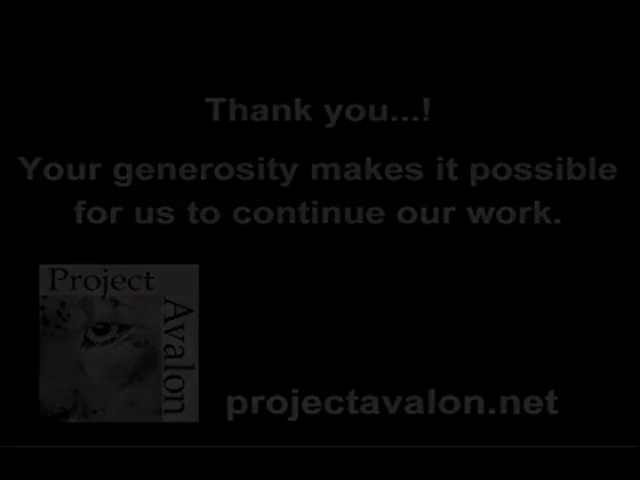 Thank you...!
Your generosity makes it possible
for us to continue our work.
Project
Avalon
projectavalon.net